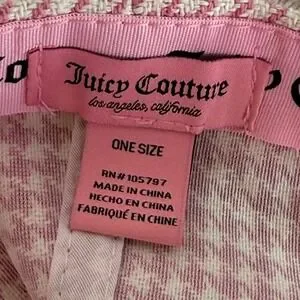 Juicy Couture
los angeles, california
ONE SIZE
RN#105797
MADE IN CHINA
HECHO EN CHINA
FABRIQUÉ EN CHINE